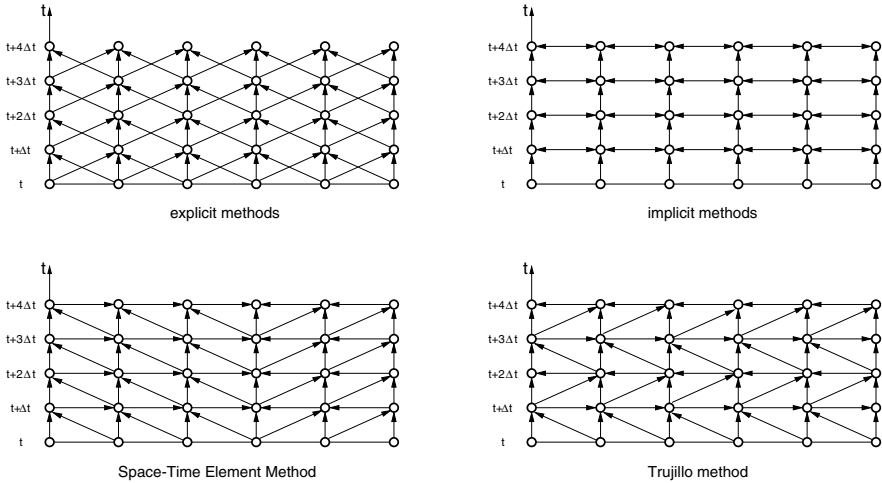 t
t+4Δt
t+3Δt
t+2Δt
t+Δt
t
explicit methods
t
t+4Δt
t+3Δt
t+2Δt
t+Δt
t
implicit methods
t
t+4Δt
t+3Δt
t+2Δt
t+Δt
t
Space-Time Element Method
t
t+4Δt
t+3Δt
t+2Δt
t+Δt
t
Trujillo method